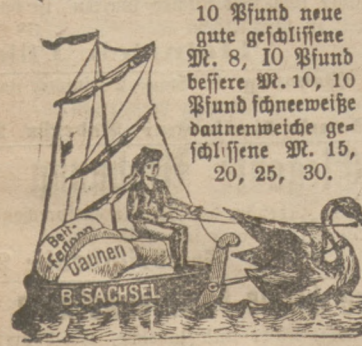 10 Pfund neue
gute geschlissene
M. 8, 10 Pfund
bessere M. 10, 10
Pfund schneeweiße
daunenweiche ge-
schlissene M. 15,
20, 25, 30.
Bett-
Federn
Daunen
B. SACHSEL